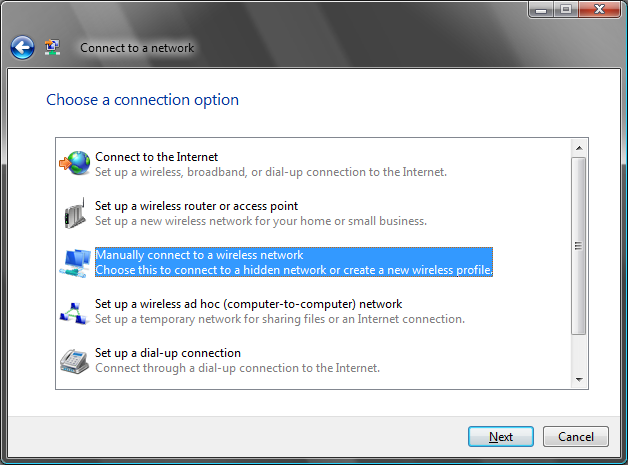 Connect to a network
Choose a connection option
Connect to the Internet
Set up a wireless, broadband, or dial-up connection to the Internet.
Set up a wireless router or access point
Set up a new wireless network for your home or small business.
Manually connect to a wireless network
Choose this to connect to a hidden network or create a new wireless profile.
Set up a wireless ad hoc (computer-to-computer) network
Set up a temporary network for sharing files or an Internet connection.
Set up a dial-up connection
Connect through a dial-up connection to the Internet.
Next
Cancel